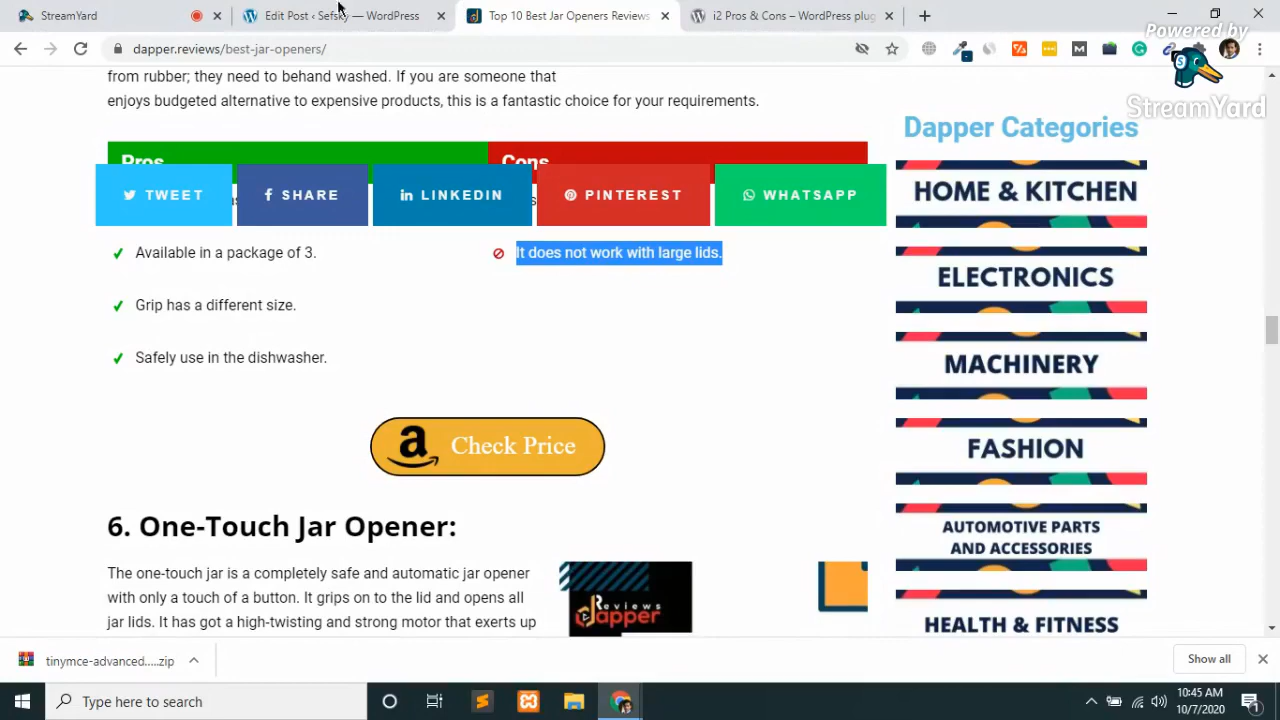 StreamYard
Edit Post ‹ Sefsky — WordPress
Top 10 Best Jar Openers Reviews
i2 Pros & Cons – WordPress plug
Powered by
StreamYard
dapper.reviews/best-jar-openers/
from rubber; they need to behand washed. If you are someone that
enjoys budgeted alternative to expensive products, this is a fantastic choice for your requirements.
Pros
Cons
TWEET
SHARE
LINKEDIN
PINTEREST
WHATSAPP
Available in a package of 3.
It does not work with large lids.
Grip has a different size.
Safely use in the dishwasher.
a Check Price
6. One-Touch Jar Opener:
The one-touch jar is a completely safe and automatic jar opener
with only a touch of a button. It grips on to the lid and opens all
jar lids. It has got a high-twisting and strong motor that exerts up
Reviews
dapper
Dapper Categories
HOME & KITCHEN
ELECTRONICS
MACHINERY
FASHION
AUTOMOTIVE PARTS
AND ACCESSORIES
HEALTH & FITNESS
tinymce-advanced.....zip
Show all
Type here to search
10:45 AM
10/7/2020